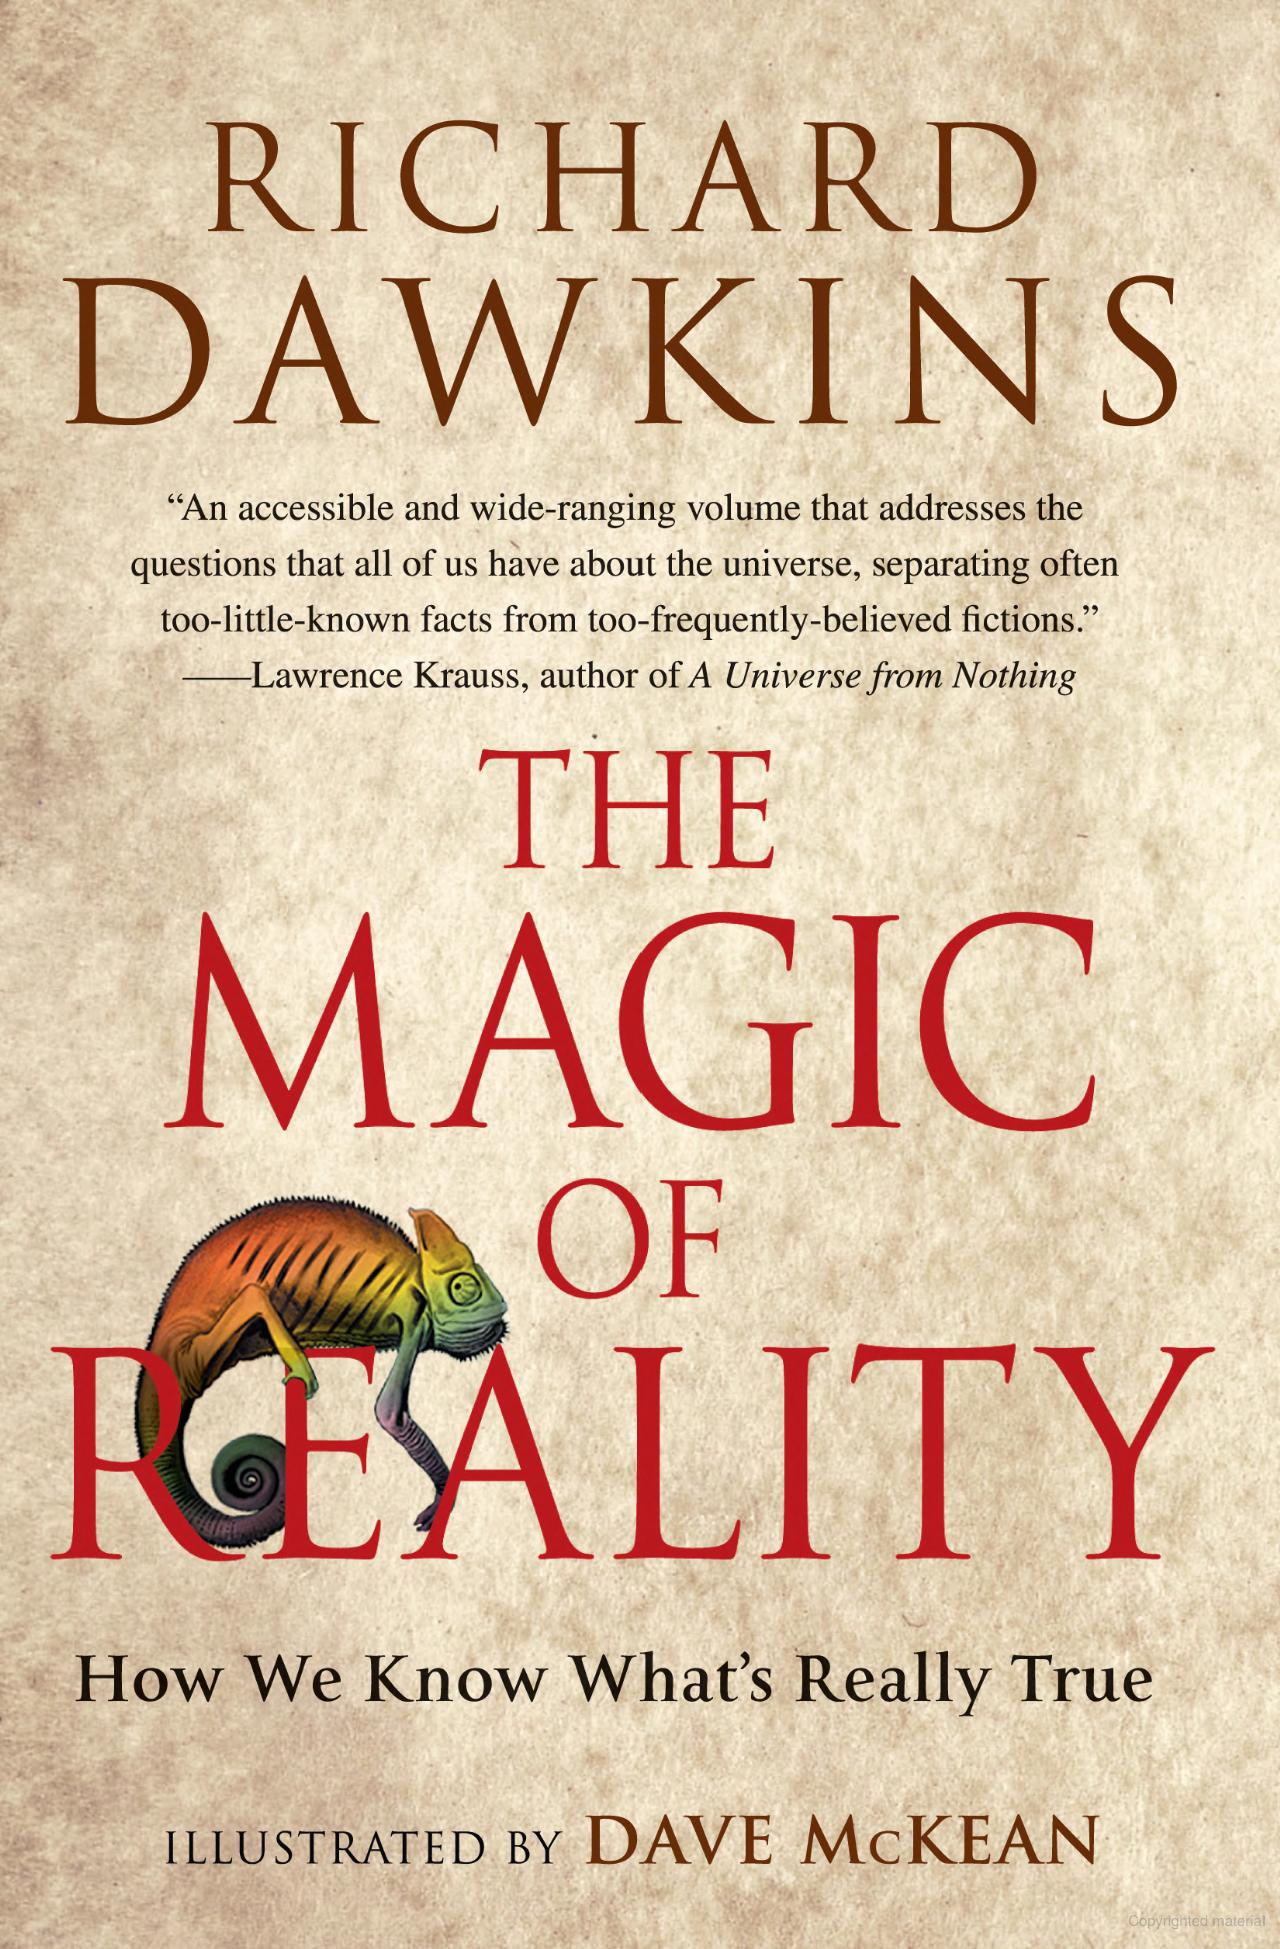 RICHARD
DAWKINS
“An accessible and wide-ranging volume that addresses the
questions that all of us have about the universe, separating often
too-little-known facts from too-frequently-believed fictions.”
——Lawrence Krauss, author of A Universe from Nothing
THE
MAGIC
OF
REALITY
How We Know What’s Really True
ILLUSTRATED BY DAVE McKEAN
Copyrighted material